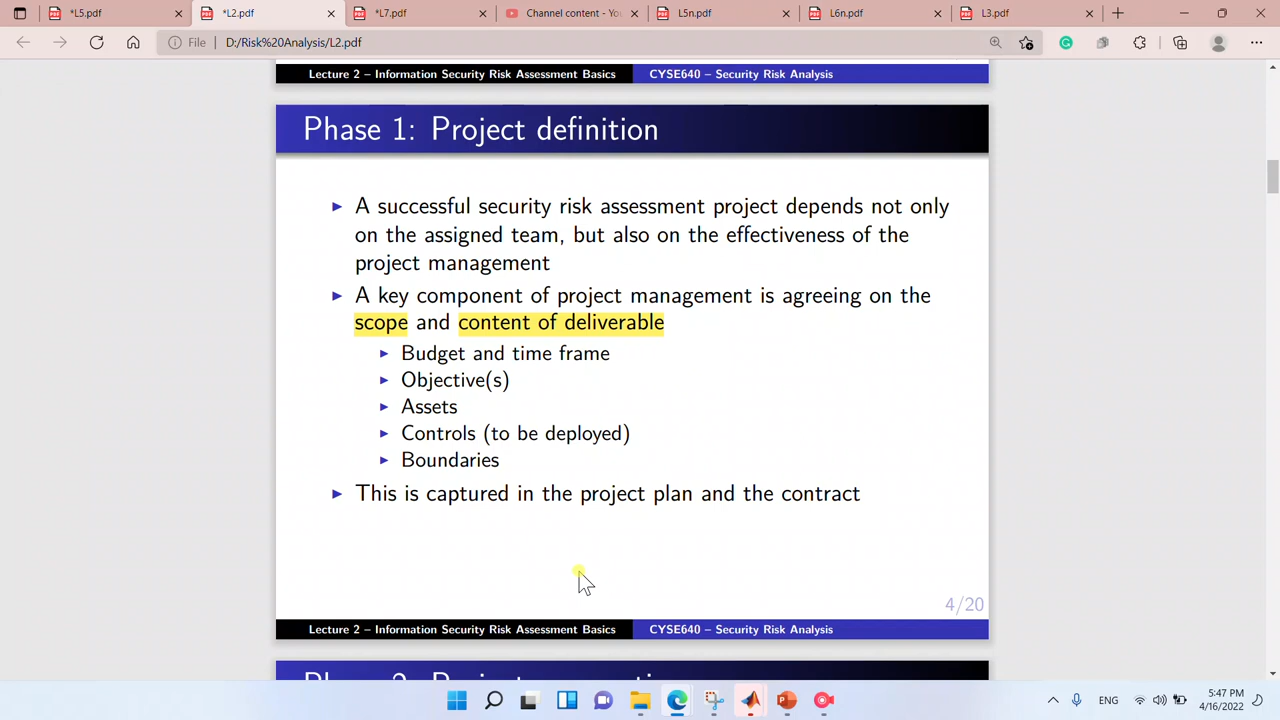 *L5.pdf
*L2.pdf
*L7.pdf
Channel content - Yo
L5n.pdf
L6n.pdf
L3.pdf
File
D:/Risk%20Analysis/L2.pdf
Lecture 2 – Information Security Risk Assessment Basics CYSE640 – Security Risk Analysis
Phase 1: Project definition
A successful security risk assessment project depends not only
on the assigned team, but also on the effectiveness of the
project management
A key component of project management is agreeing on the
scope and content of deliverable
Budget and time frame
Objective(s)
Assets
Controls (to be deployed)
Boundaries
This is captured in the project plan and the contract
4/20
Lecture 2 – Information Security Risk Assessment Basics CYSE640 – Security Risk Analysis
ENG
5:47 PM
4/16/2022